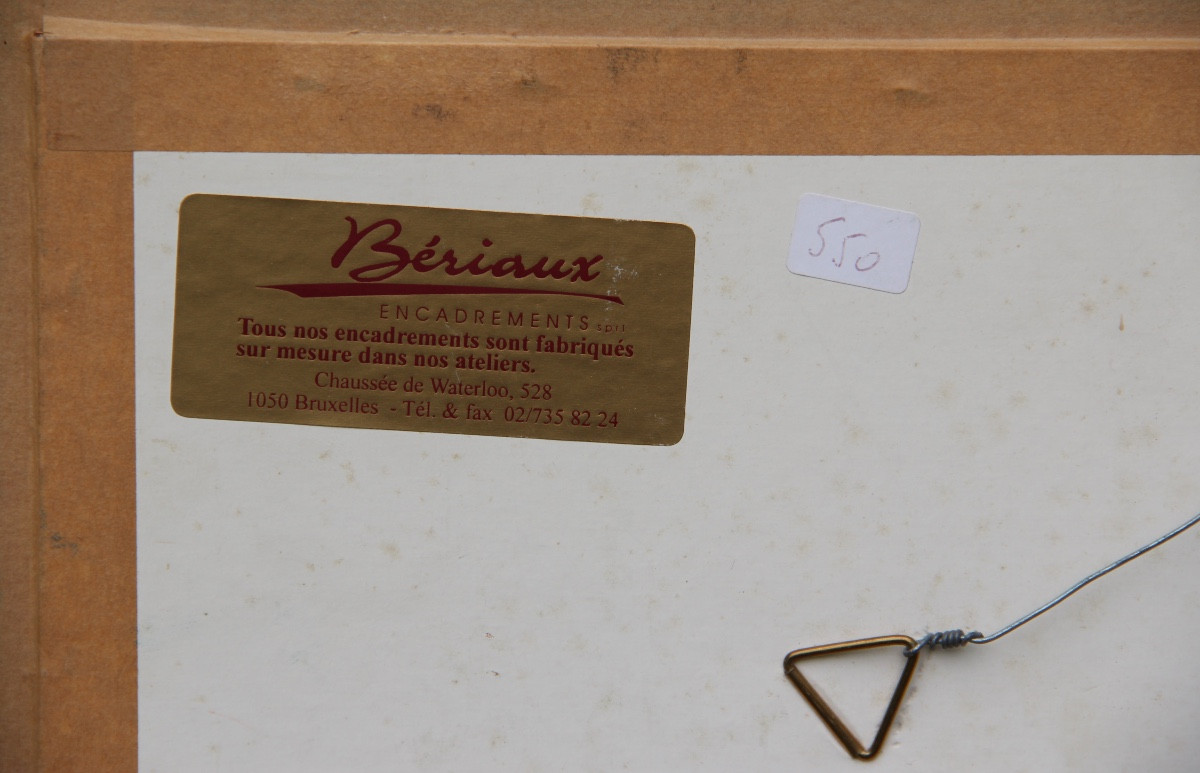 Bériaux
ENCADREMENTS sprl
Tous nos encadrements sont fabriqués
sur mesure dans nos ateliers.
Chaussée de Waterloo, 528
1050 Bruxelles - Tél. & fax 02/735 82 24
550